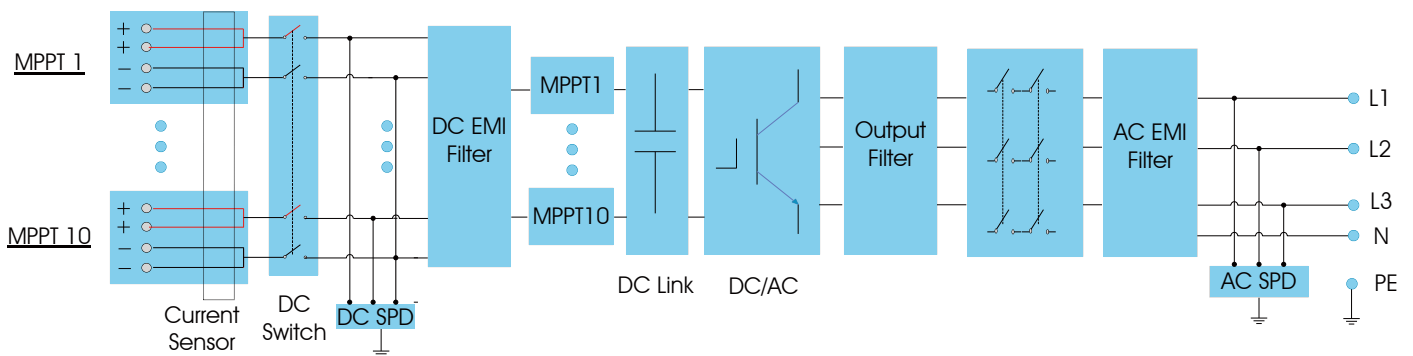 MPPT 1
+
+
−
−
MPPT 10
+
+
−
−
Current
Sensor
DC
Switch
DC SPD
DC EMI
Filter
MPPT1
MPPT10
DC Link
DC/AC
Output
Filter
AC EMI
Filter
AC SPD
L1
L2
L3
N
PE